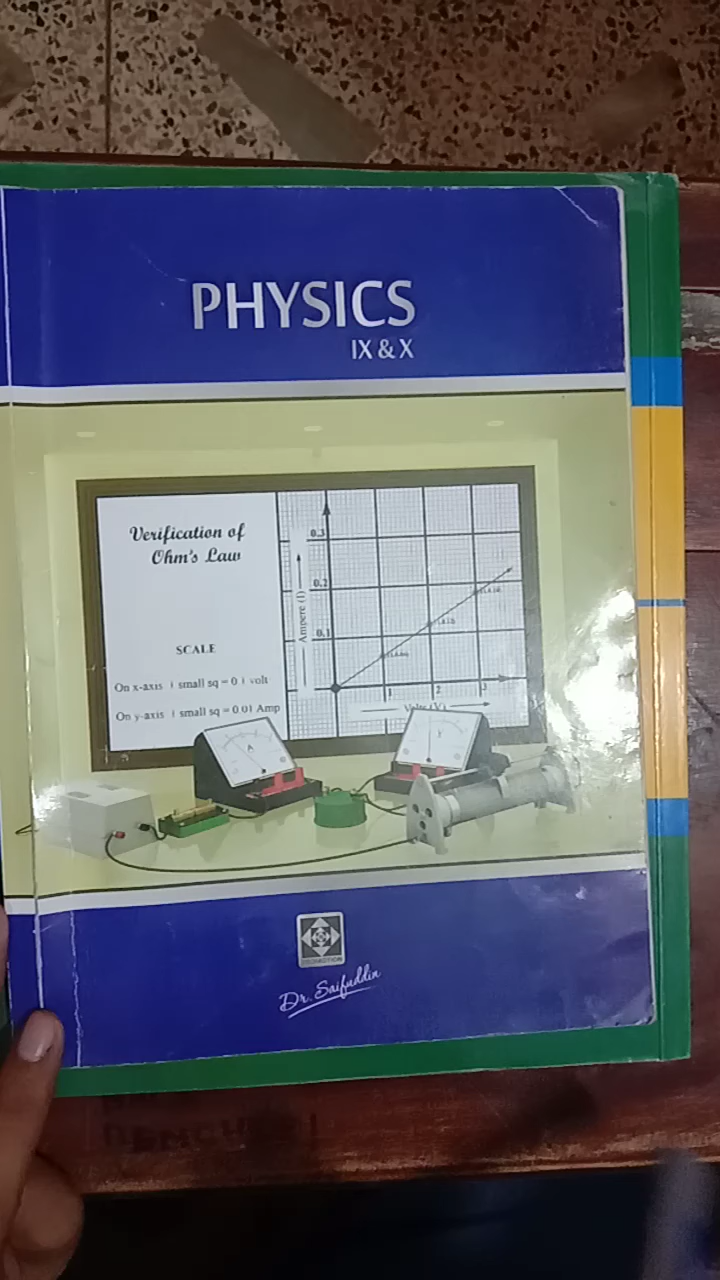 PHYSICS
IX & X
Verification of
Ohm's Law
SCALE
On x-axis 1 small sq = 0.1 volt
On y-axis 1 small sq = 0.01 Amp
Ampere (I)
0.3
0.2
0.1
1
2
3
Volts (V)
A
V
Dr. Saifuddin